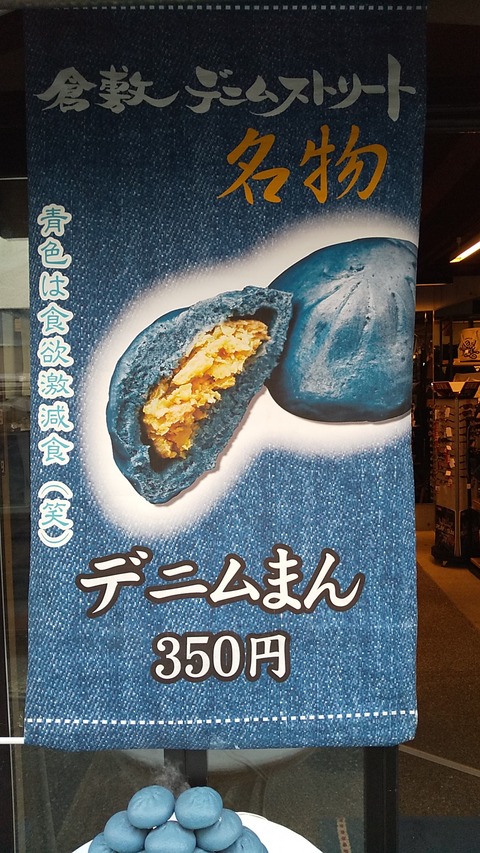 倉敷デニムストリート
名物
青色は食欲激減食（笑）
デニムまん
350円